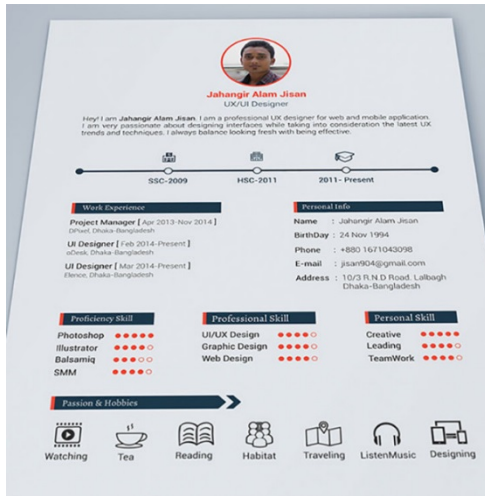 Jahangir Alam Jisan
UX/UI Designer
Hey! I am Jahangir Alam Jisan. I am a professional UX designer for web and mobile application.
I am very passionate about designing interfaces while taking into consideration the latest UX
trends and techniques. I always balance looking fresh with being effective.
SSC-2009
HSC-2011
2011- Present
Work Experience
Project Manager [ Apr 2013-Nov 2014 ]
DPixel, Dhaka-Bangladesh
UI Designer [ Feb 2014-Present ]
oDesk, Dhaka-Bangladesh
UI Designer [ Mar 2014-Present ]
Elance, Dhaka-Bangladesh
Personal Info
Name : Jahangir Alam Jisan
BirthDay : 24 Nov 1994
Phone : +880 1671043098
E-mail : jisan904@gmail.com
Address : 10/3 R.N.D Road, Lalbagh
Dhaka-Bangladesh
Proficiency Skill
Photoshop
Illustrator
Balsamiq
SMM
Professional Skill
UI/UX Design
Graphic Design
Web Design
Personal Skill
Creative
Leading
TeamWork
Passion & Hobbies
Watching
Tea
Reading
Habitat
Traveling
ListenMusic
Designing